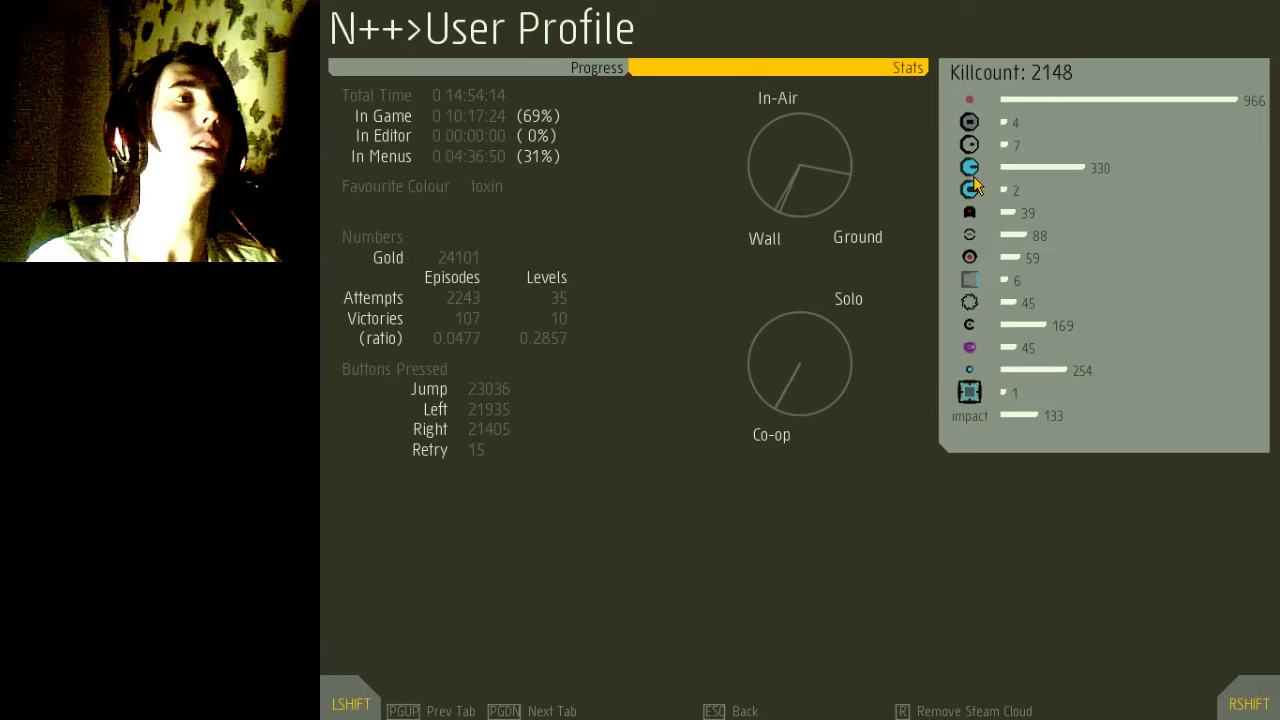 N++>User Profile
Progress
Stats
Killcount: 2148
Total Time 0 14:54:14
In Game 0 10:17:24 (69%)
In Editor 0 00:00:00 ( 0%)
In Menus 0 04:36:50 (31%)
Favourite Colour toxin
Numbers
Gold 24101
Episodes Levels
Attempts 2243 35
Victories 107 10
(ratio) 0.0477 0.2857
Buttons Pressed
Jump 23036
Left 21935
Right 21405
Retry 15
In-Air
Wall
Ground
Solo
Co-op
966
4
7
330
2
39
88
59
6
45
169
45
254
1
impact 133
LSHIFT
PGUP Prev Tab
PGDN Next Tab
ESC Back
R Remove Steam Cloud
RSHIFT